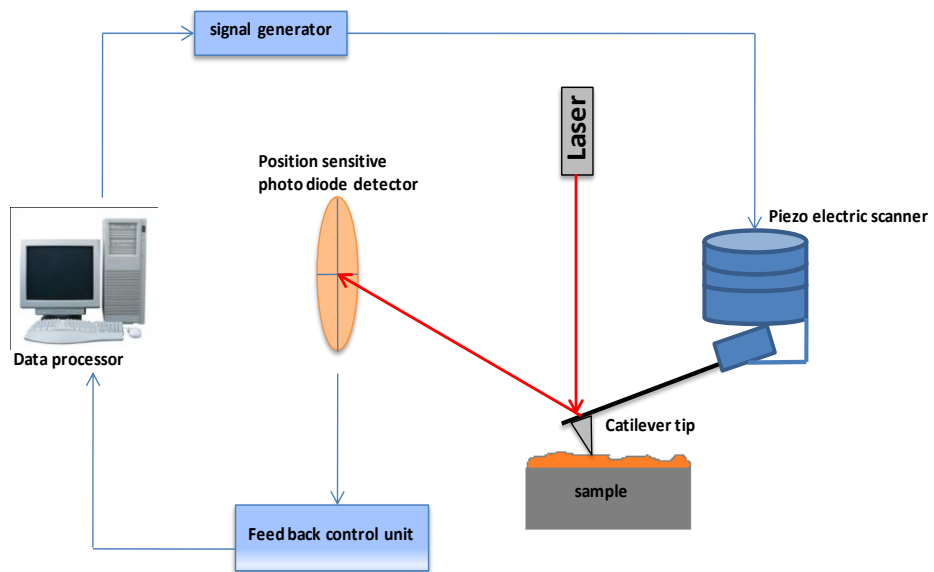 signal generator
Laser
Position sensitive
photo diode detector
Piezo electric scanner
Data processor
Catilever tip
sample
Feed back control unit